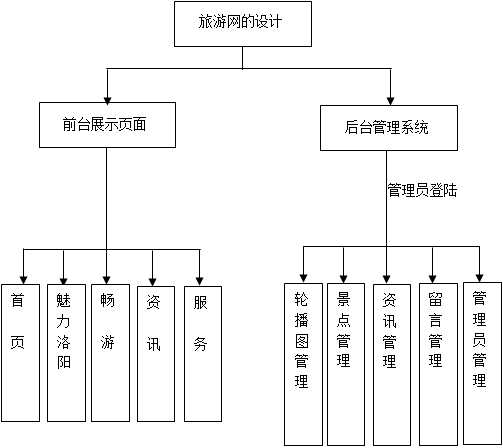 旅游网的设计
前台展示页面
后台管理系统
管理员登陆
首页
魅力洛阳
畅游
资讯
服务
轮播图管理
景点管理
资讯管理
留言管理
管理员管理